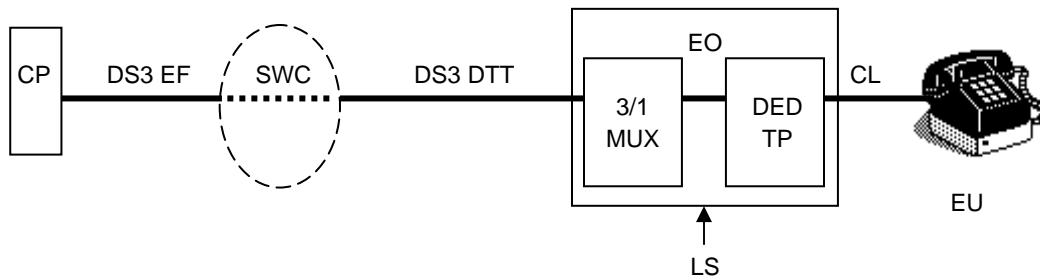 EO
CP
DS3 EF
SWC
DS3 DTT
CL
3/1
MUX
DED
TP
EU
LS